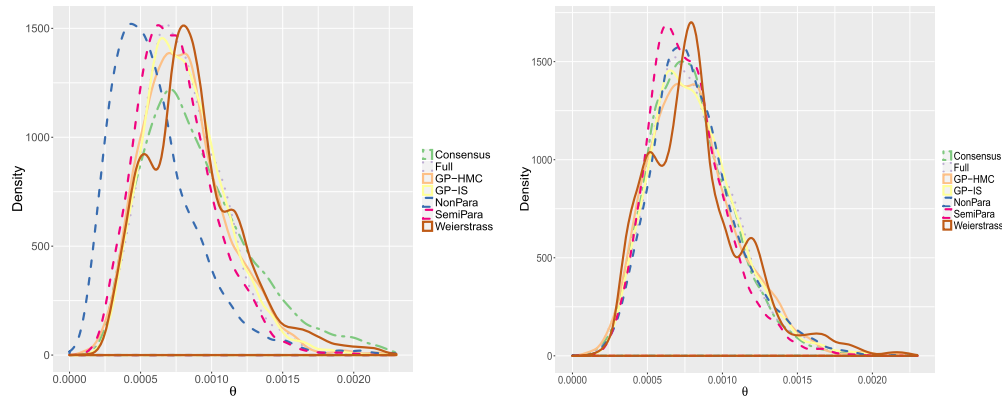 1500
1000
500
0
Density
0.0000
0.0005
0.0010
0.0015
0.0020
θ
Consensus
Full
GP−HMC
GP−IS
NonPara
SemiPara
Weierstrass
1500
1000
500
0
Density
0.0000
0.0005
0.0010
0.0015
0.0020
θ
Consensus
Full
GP−HMC
GP−IS
NonPara
SemiPara
Weierstrass